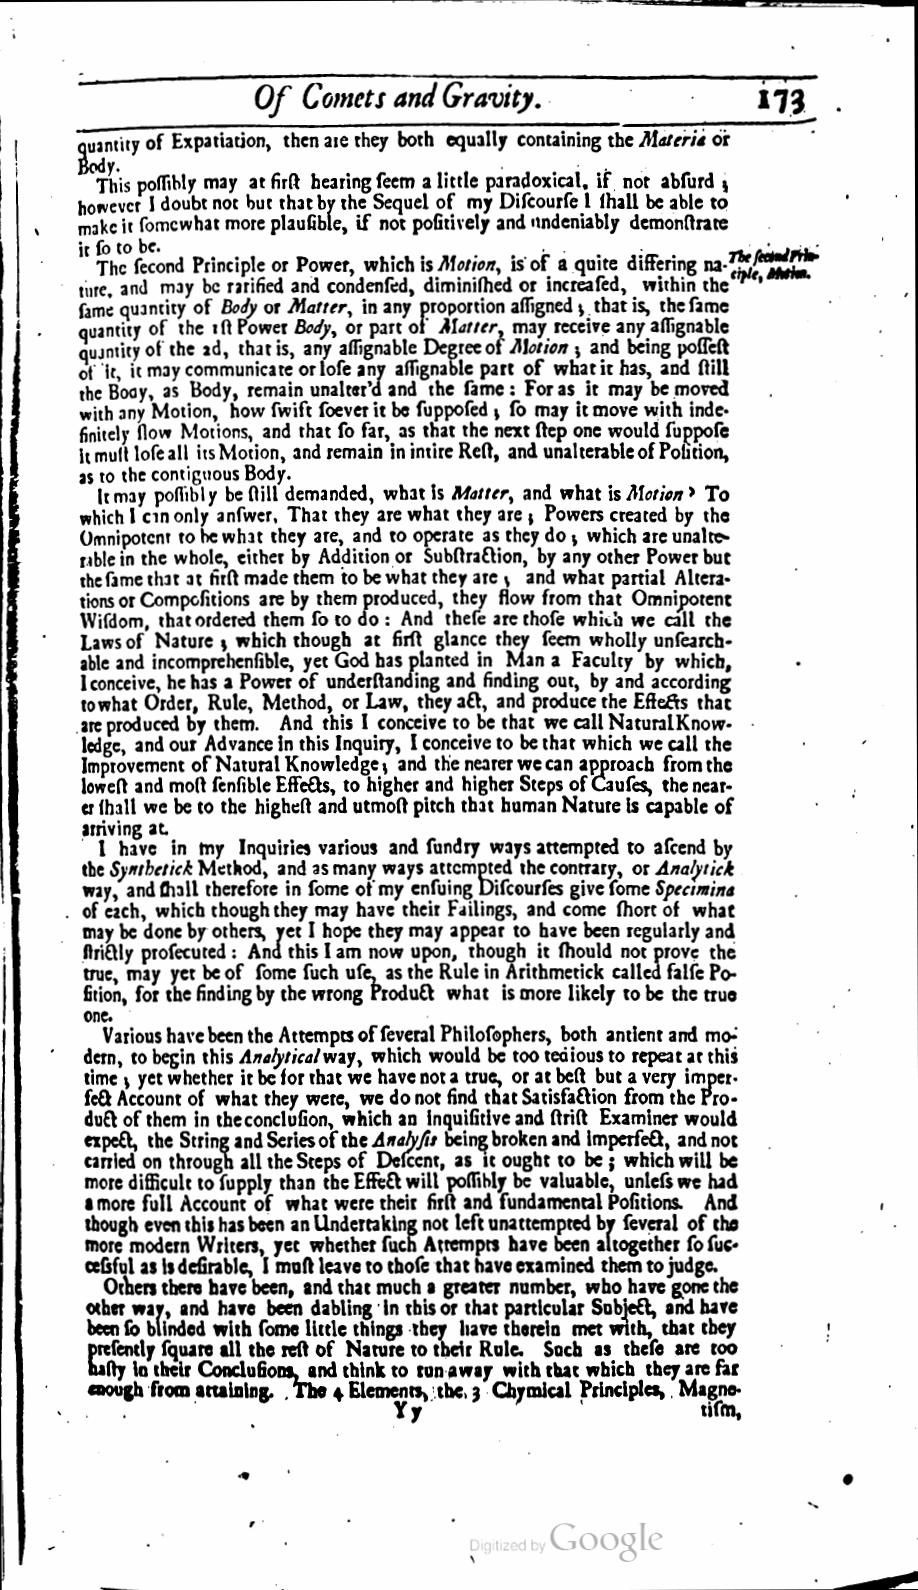 Of Comets and Gravity. 173
quantity of Expatiation, then are they both equally containing the Materia or
Body.
This poſſibly may at firſt hearing ſeem a little paradoxical, if not abſurd;
however I doubt not but that by the Sequel of my Diſcourſe I ſhall be able to
make it ſomewhat more plauſible, if not poſitively and undeniably demonſtrate
it ſo to be.
The ſecond Principle or Power, which is Motion, is of a quite differing na-
ture, and may be rarified and condenſed, diminiſhed or increaſed, within the
The ſecond Prin-
ciple, Motion.
ſame quantity of Body or Matter, in any proportion aſſigned; that is, the ſame
quantity of the 1ſt Power Body, or part of Matter, may receive any aſſignable
quantity of the 2d, that is, any aſſignable Degree of Motion; and being poſſeſt
of it, it may communicate or loſe any aſſignable part of what it has, and ſtill
the Body, as Body, remain unalter'd and the ſame: For as it may be moved
with any Motion, how ſwift ſoever it be ſuppoſed; ſo may it move with inde-
finitely ſlow Motions, and that ſo far, as that the next ſtep one would ſuppoſe
it muſt loſe all its Motion, and remain in intire Reſt, and unalterable of Poſition,
as to the contiguous Body.
It may poſſibly be ſtill demanded, what is Matter, and what is Motion? To
which I can only anſwer, That they are what they are; Powers created by the
Omnipotent to be what they are, and to operate as they do; which are unalte-
rable in the whole, either by Addition or Subſtraction, by any other Power but
the ſame that at firſt made them to be what they are; and what partial Altera-
tions or Compoſitions are by them produced, they flow from that Omnipotent
Wiſdom, that ordered them ſo to do: And theſe are thoſe which we call the
Laws of Nature; which though at firſt glance they ſeem wholly unſearch-
able and incomprehenſible, yet God has planted in Man a Faculty by which,
I conceive, he has a Power of underſtanding and finding out, by and according
to what Order, Rule, Method, or Law, they act, and produce the Effects that
are produced by them. And this I conceive to be that we call Natural Know-
ledge, and our Advance in this Inquiry, I conceive to be that which we call the
Improvement of Natural Knowledge; and the nearer we can approach from the
loweſt and moſt ſenſible Effects, to higher and higher Steps of Cauſes, the near-
er ſhall we be to the higheſt and utmoſt pitch that human Nature is capable of
arriving at.
I have in my Inquiries various and ſundry ways attempted to aſcend by
the Synthetick Method, and as many ways attempted the contrary, or Analytick
way, and ſhall therefore in ſome of my enſuing Diſcourſes give ſome Specimina
of each, which though they may have their Failings, and come ſhort of what
may be done by others, yet I hope they may appear to have been regularly and
ſtrictly proſecuted: And this I am now upon, though it ſhould not prove the
true, may yet be of ſome ſuch uſe, as the Rule in Arithmetick called falſe Po-
ſition, for the finding by the wrong Product what is more likely to be the true
one.
Various have been the Attempts of ſeveral Philoſophers, both antient and mo-
dern, to begin this Analytical way, which would be too tedious to repeat at this
time; yet whether it be for that we have not a true, or at beſt but a very imper-
fect Account of what they were, we do not find that Satisfaction from the Pro-
duct of them in the concluſion, which an inquiſitive and ſtrift Examiner would
expect, the String and Series of the Analyſis being broken and imperfect, and not
carried on through all the Steps of Deſcent, as it ought to be; which will be
more difficult to ſupply than the Effect will poſſibly be valuable, unleſs we had
a more full Account of what were their firſt and fundamental Poſitions. And
though even this has been an Undertaking not left unattempted by ſeveral of the
more modern Writers, yet whether ſuch Attempts have been altogether ſo ſuc-
ceſsful as is deſirable, I muſt leave to thoſe that have examined them to judge.
Others there have been, and that much a greater number, who have gone the
other way, and have been dabling in this or that particular Subject, and have
been ſo blinded with ſome little things they have therein met with, that they
preſently ſquare all the reſt of Nature to their Rule. Such as theſe are too
haſty in their Concluſions, and think to run away with that which they are far
enough from attaining. The 4 Elements, the 3 Chymical Principles, Magne-
Y y tiſm,
Digitized by Google